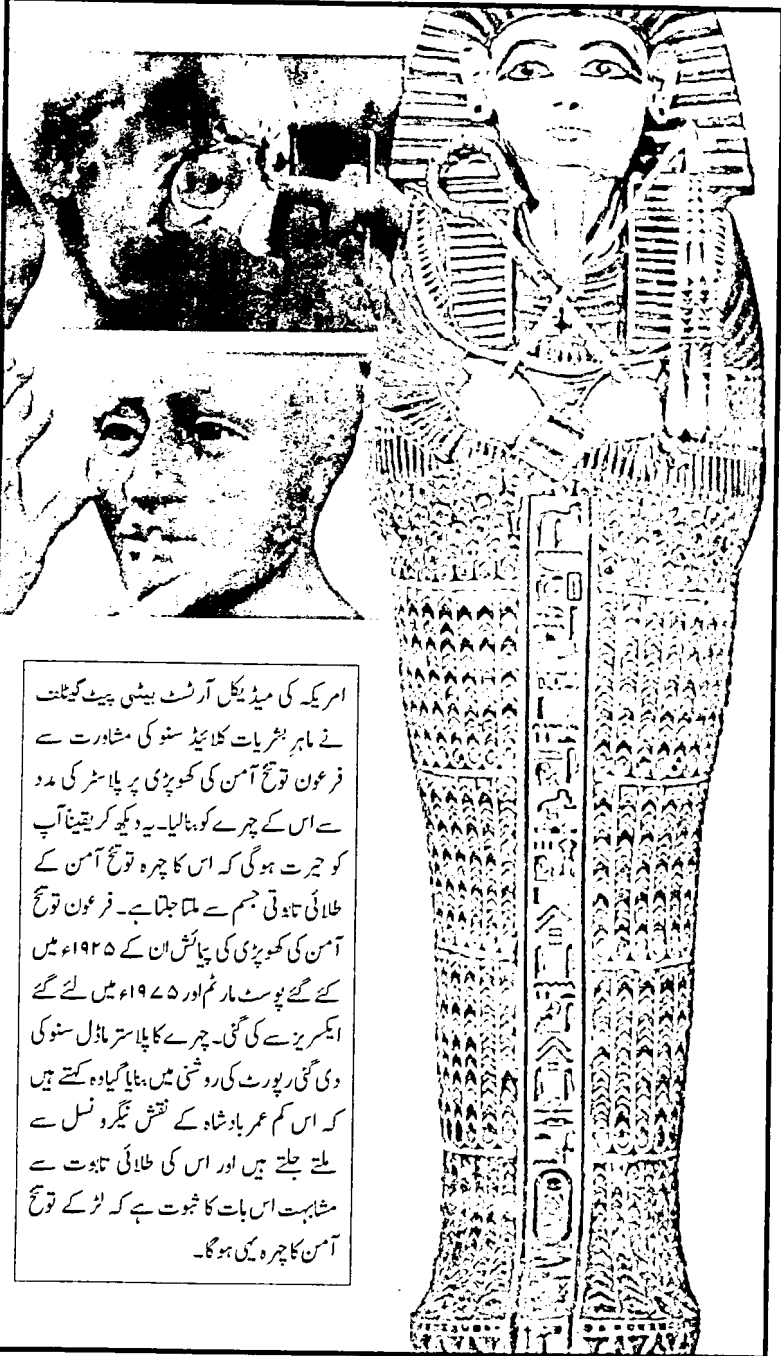 امریکہ کی میڈیکل آرٹسٹ بیٹی پیٹ گیٹلف
نے ماہر بشریات کلائیڈ سنو کی مشاورت سے
فرعون توتخ آمن کی کھوپڑی پر پلاسٹر کی مدد
سے اس کے چہرے کو بنالیا۔ یہ دیکھ کر یقیناً آپ
کو حیرت ہوگی کہ اس کا چہرہ توتخ آمن کے
طلائی تابوتی جسم سے ملتا جلتا ہے۔ فرعون توتخ
آمن کی کھوپڑی کی پیمائش ان کے ۱۹۲۵ء میں
کئے گئے پوسٹ مارٹم اور ۱۹۷۵ء میں لئے گئے
ایکسریز سے کی گئی۔ چہرے کا پلاستر ماڈل سنو کی
دی گئی رپورٹ کی روشنی میں بنایا گیا وہ کہتے ہیں
کہ اس کم عمر بادشاہ کے نقش نیگرو نسل سے
ملتے جلتے ہیں اور اس کی طلائی تابوت سے
مشابہت اس بات کا ثبوت ہے کہ لڑکے توتخ
آمن کا چہرہ یہی ہوگا۔